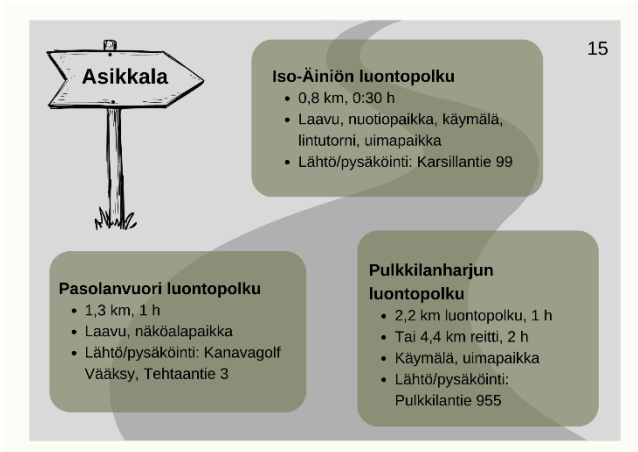 15
Asikkala
Iso-Äiniön luontopolku
• 0,8 km, 0:30 h
• Laavu, nuotiopaikka, käymälä,
lintutorni, uimapaikka
• Lähtö/pysäköinti: Karsillantie 99
Pasolanvuori luontopolku
• 1,3 km, 1 h
• Laavu, näköalapaikka
• Lähtö/pysäköinti: Kanavagolf
Vääksy, Tehtaantie 3
Pulkkilanharjun
luontopolku
• 2,2 km luontopolku, 1 h
• Tai 4,4 km reitti, 2 h
• Käymälä, uimapaikka
• Lähtö/pysäköinti:
Pulkkilantie 955